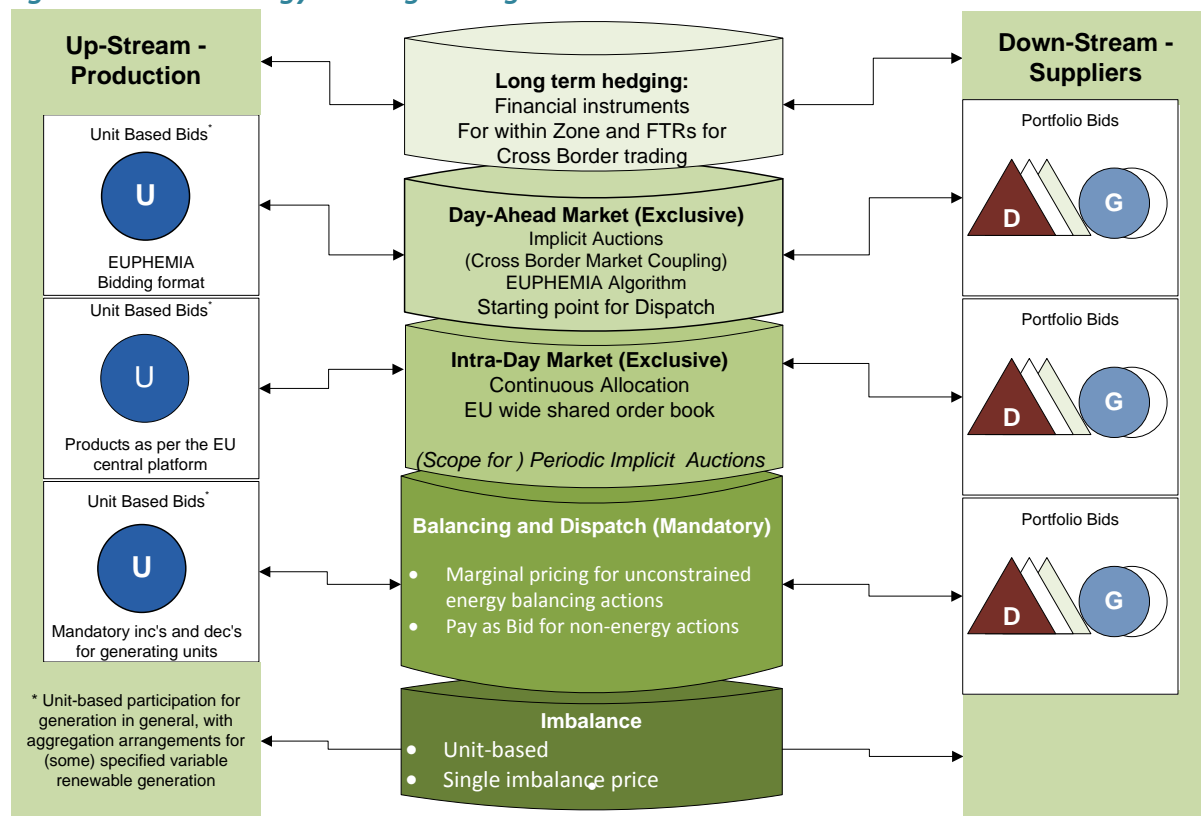 Up-Stream -
Production
Unit Based Bids*
U
EUPHEMIA
Bidding format
Unit Based Bids*
U
Products as per the EU
central platform
Unit Based Bids*
U
Mandatory inc's and dec's
for generating units
* Unit-based participation for
generation in general, with
aggregation arrangements for
(some) specified variable
renewable generation
Long term hedging:
Financial instruments
For within Zone and FTRs for
Cross Border trading
Day-Ahead Market (Exclusive)
Implicit Auctions
(Cross Border Market Coupling)
EUPHEMIA Algorithm
Starting point for Dispatch
Intra-Day Market (Exclusive)
Continuous Allocation
EU wide shared order book
(Scope for ) Periodic Implicit Auctions
Balancing and Dispatch (Mandatory)
• Marginal pricing for unconstrained
energy balancing actions
• Pay as Bid for non-energy actions
Imbalance
• Unit-based
• Single imbalance price
•
Down-Stream -
Suppliers
Portfolio Bids
D G
Portfolio Bids
D G
Portfolio Bids
D G